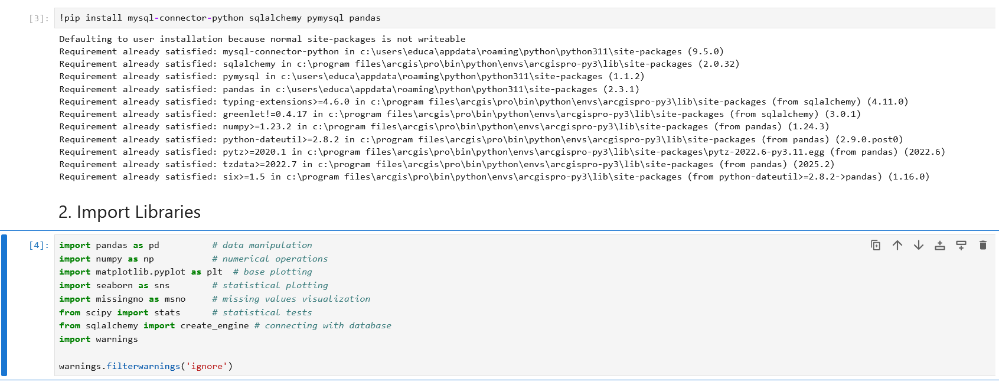 [3]: !pip install mysql-connector-python sqlalchemy pymysql pandas
Defaulting to user installation because normal site-packages is not writeable
Requirement already satisfied: mysql-connector-python in c:\users\educa\appdata\roaming\python\python311\site-packages (9.5.0)
Requirement already satisfied: sqlalchemy in c:\program files\arcgis\pro\bin\python\envs\arcgispro-py3\lib\site-packages (2.0.32)
Requirement already satisfied: pymysql in c:\users\educa\appdata\roaming\python\python311\site-packages (1.1.2)
Requirement already satisfied: pandas in c:\users\educa\appdata\roaming\python\python311\site-packages (2.3.1)
Requirement already satisfied: typing-extensions>=4.6.0 in c:\program files\arcgis\pro\bin\python\envs\arcgispro-py3\lib\site-packages (from sqlalchemy) (4.11.0)
Requirement already satisfied: greenlet!=0.4.17 in c:\program files\arcgis\pro\bin\python\envs\arcgispro-py3\lib\site-packages (from sqlalchemy) (3.0.1)
Requirement already satisfied: numpy>=1.23.2 in c:\program files\arcgis\pro\bin\python\envs\arcgispro-py3\lib\site-packages (from pandas) (1.24.3)
Requirement already satisfied: python-dateutil>=2.8.2 in c:\program files\arcgis\pro\bin\python\envs\arcgispro-py3\lib\site-packages (from pandas) (2.9.0.post0)
Requirement already satisfied: pytz>=2020.1 in c:\program files\arcgis\pro\bin\python\envs\arcgispro-py3\lib\site-packages\pytz-2022.6-py3.11.egg (from pandas) (2022.6)
Requirement already satisfied: tzdata>=2022.7 in c:\program files\arcgis\pro\bin\python\envs\arcgispro-py3\lib\site-packages (from pandas) (2025.2)
Requirement already satisfied: six>=1.5 in c:\program files\arcgis\pro\bin\python\envs\arcgispro-py3\lib\site-packages (from python-dateutil>=2.8.2->pandas) (1.16.0)
2. Import Libraries
[4]: import pandas as pd          # data manipulation
import numpy as np           # numerical operations
import matplotlib.pyplot as plt  # base plotting
import seaborn as sns        # statistical plotting
import missingno as msno     # missing values visualization
from scipy import stats      # statistical tests
from sqlalchemy import create_engine # connecting with database
import warnings
warnings.filterwarnings('ignore')